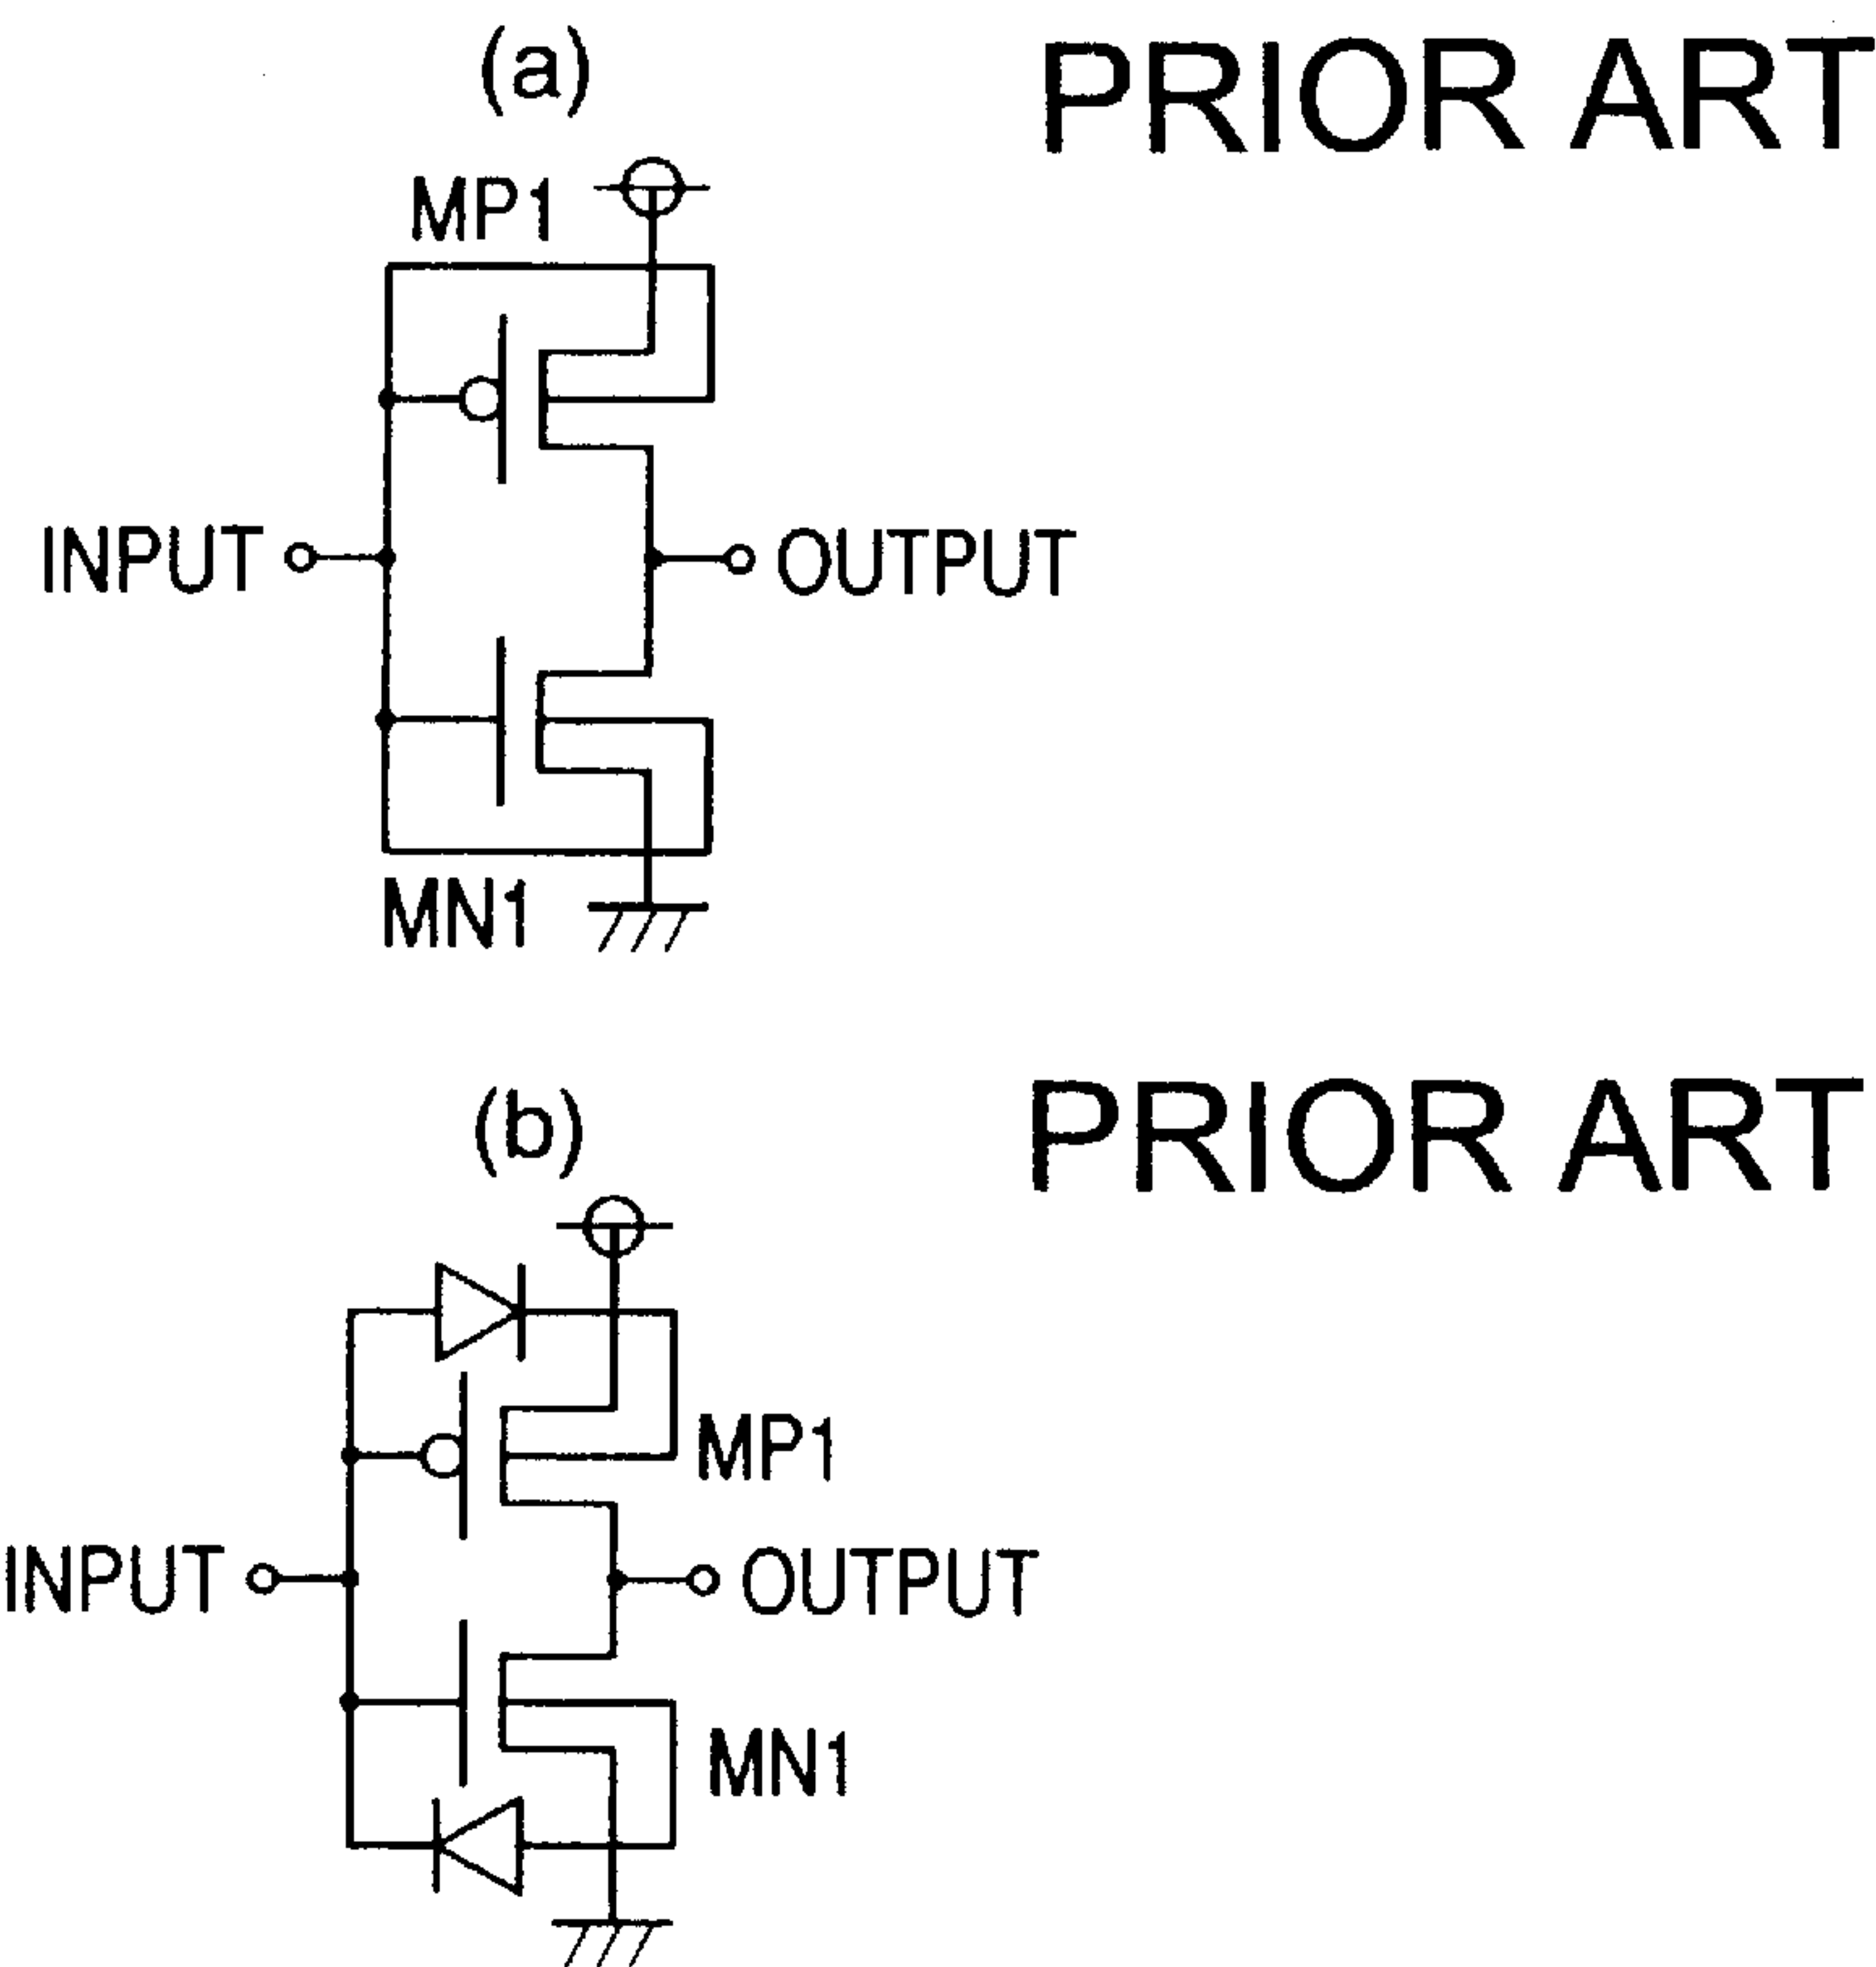 (a)
PRIOR ART
MP1
INPUT
OUTPUT
MN1
(b)
PRIOR ART
MP1
INPUT
OUTPUT
MN1